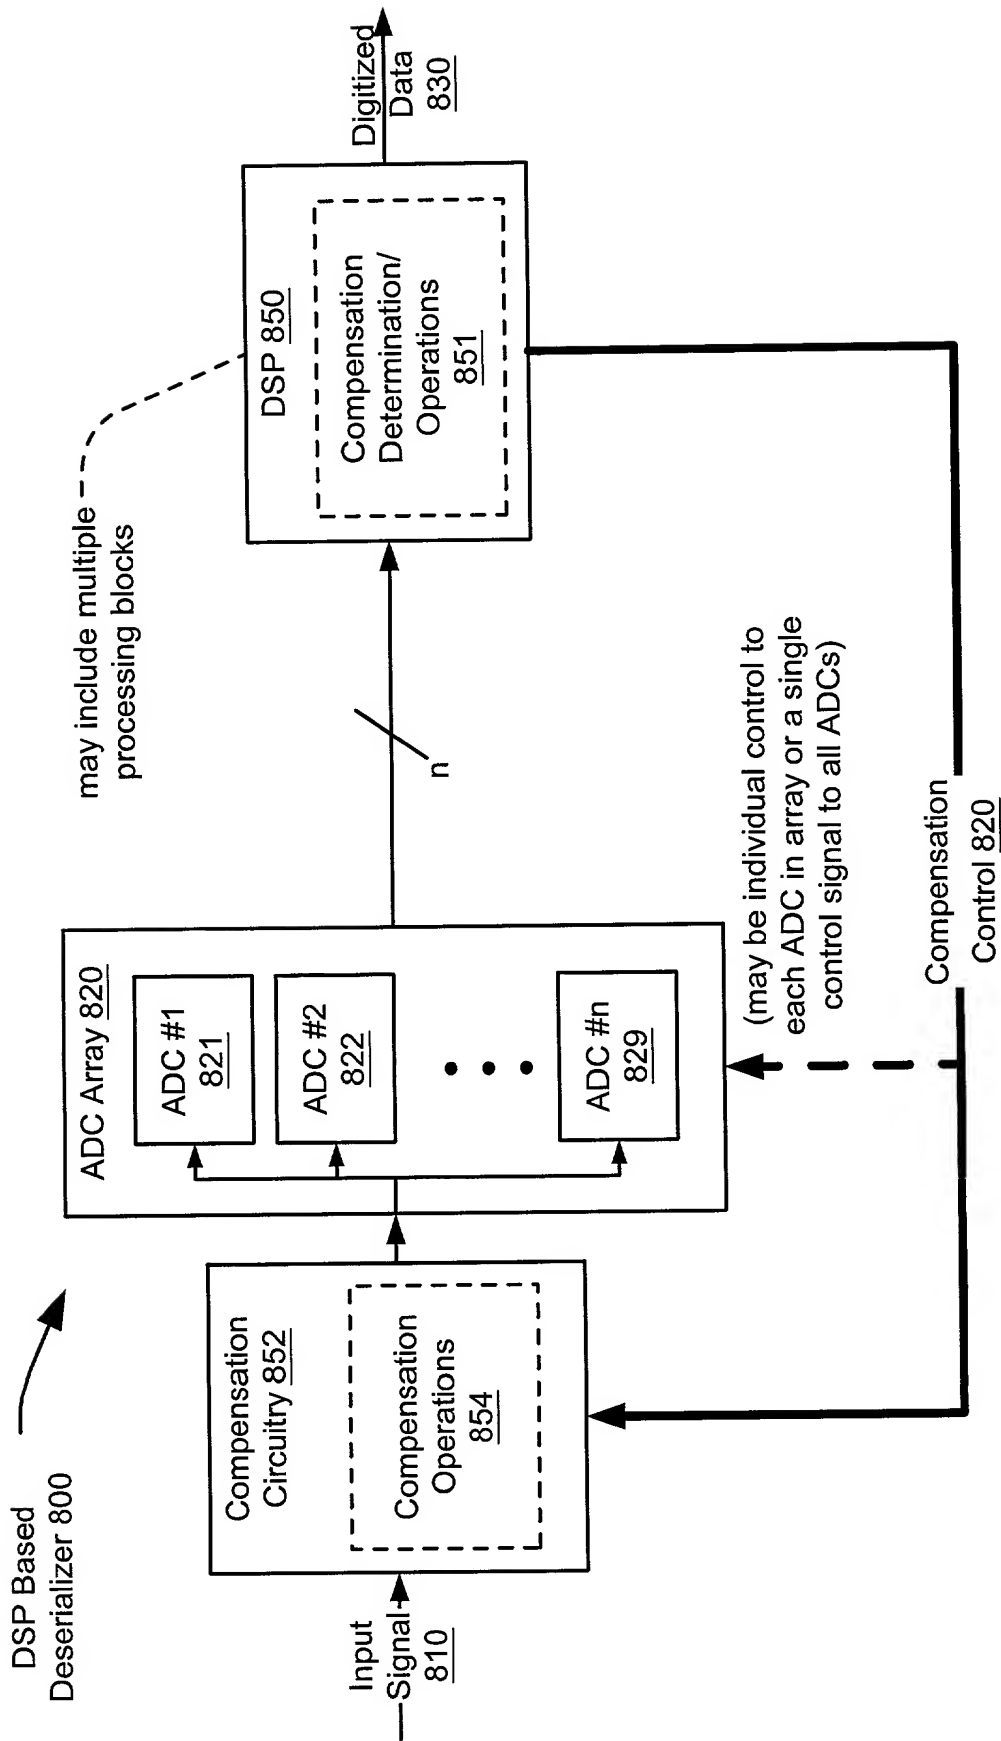 DSP Based
Deserializer 800
Input
Signal
810
Compensation
Circuitry 852
Compensation
Operations
854
ADC Array 820
ADC #1
821
ADC #2
822
ADC #n
829
n
may include multiple
processing blocks
DSP 850
Compensation
Determination/
Operations
851
Digitized
Data
830
(may be individual control to
each ADC in array or a single
control signal to all ADCs)
Compensation
Control 820